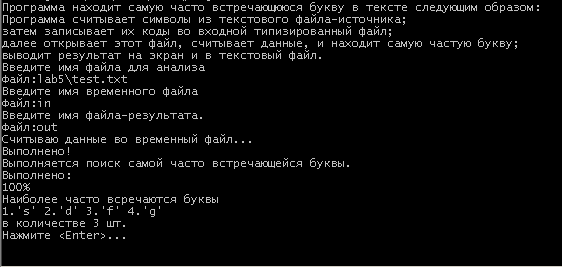 Программа находит самую часто встречающуюся букву в тексте следующим образом:
Программа считывает символы из текстового файла-источника;
затем записывает их коды во входной типизированный файл;
далее открывает этот файл, считывает данные, и находит самую частую букву;
выводит результат на экран и в текстовый файл.
Введите имя файла для анализа
Файл:lab5\test.txt
Введите имя временного файла
Файл:in
Введите имя файла-результата.
Файл:out
Считываю данные во временный файл...
Выполнено!
Выполняется поиск самой часто встречающейся буквы.
Выполнено:
100%
Наиболее часто всречаются буквы
1.'s' 2.'d' 3.'f' 4.'g'
в количестве 3 шт.
Нажмите <Enter>...